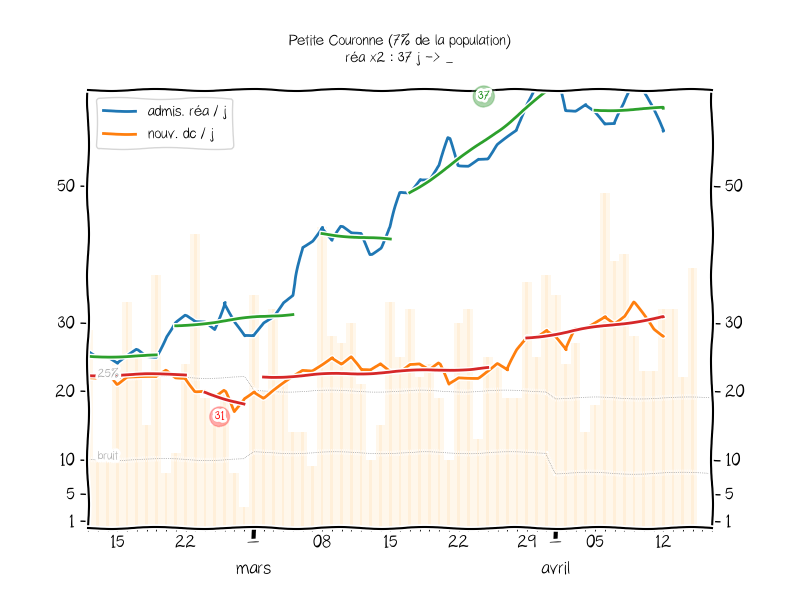 Petite Couronne (7% de la population)
réa x2 : 37 j -> _
admis. réa / j
nouv. dc / j
37
50
50
30
30
25%
20
20
31
bruit
10
10
5
5
1
1
15 22 08 15 22 29 05 12
mars avril